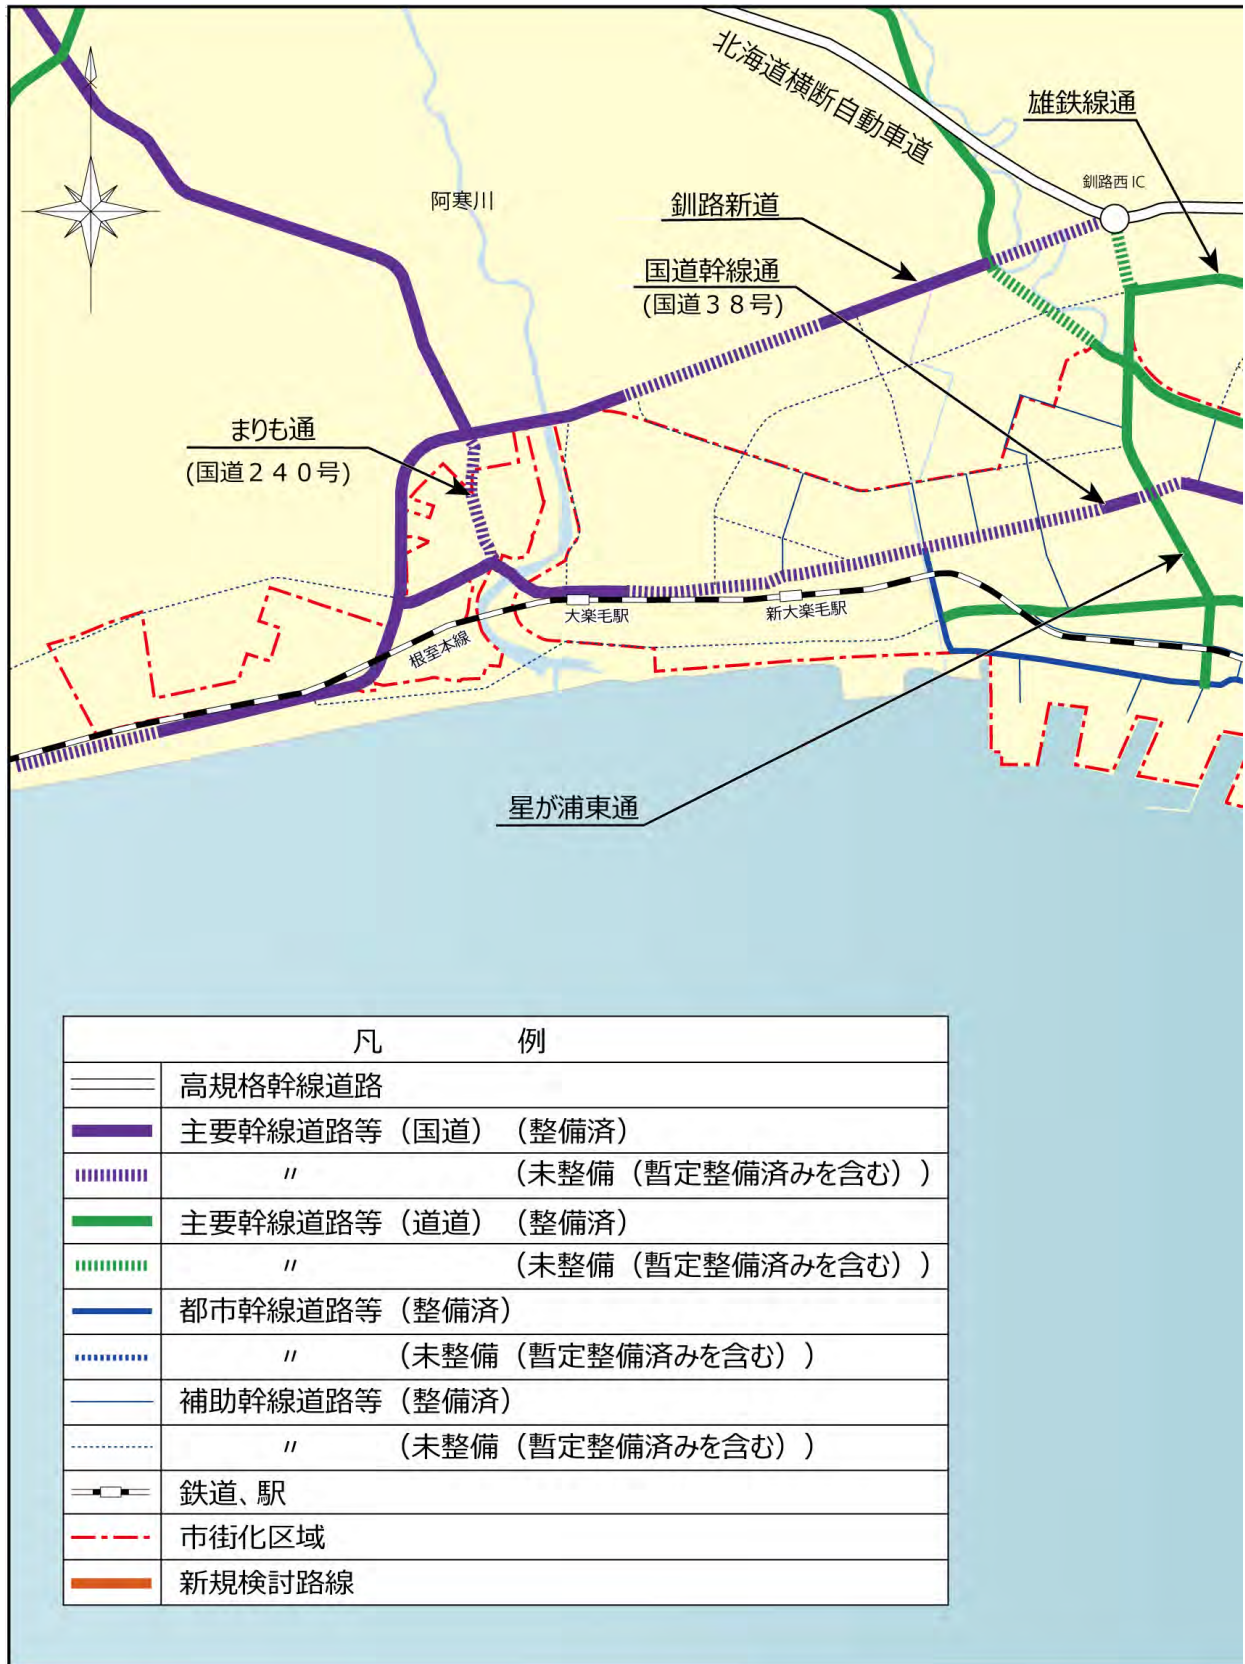 北海道横断自動車道
雄鉄線通
釧路西IC
阿寒川
釧路新道
国道幹線通
(国道38号)
まりも通
(国道240号)
大楽毛駅
新大楽毛駅
根室本線
星が浦東通
凡 例
高規格幹線道路
主要幹線道路等（国道）（整備済）
〃 （未整備（暫定整備済みを含む））
主要幹線道路等（道道）（整備済）
〃 （未整備（暫定整備済みを含む））
都市幹線道路等（整備済）
〃 （未整備（暫定整備済みを含む））
補助幹線道路等（整備済）
〃 （未整備（暫定整備済みを含む））
鉄道、駅
市街化区域
新規検討路線